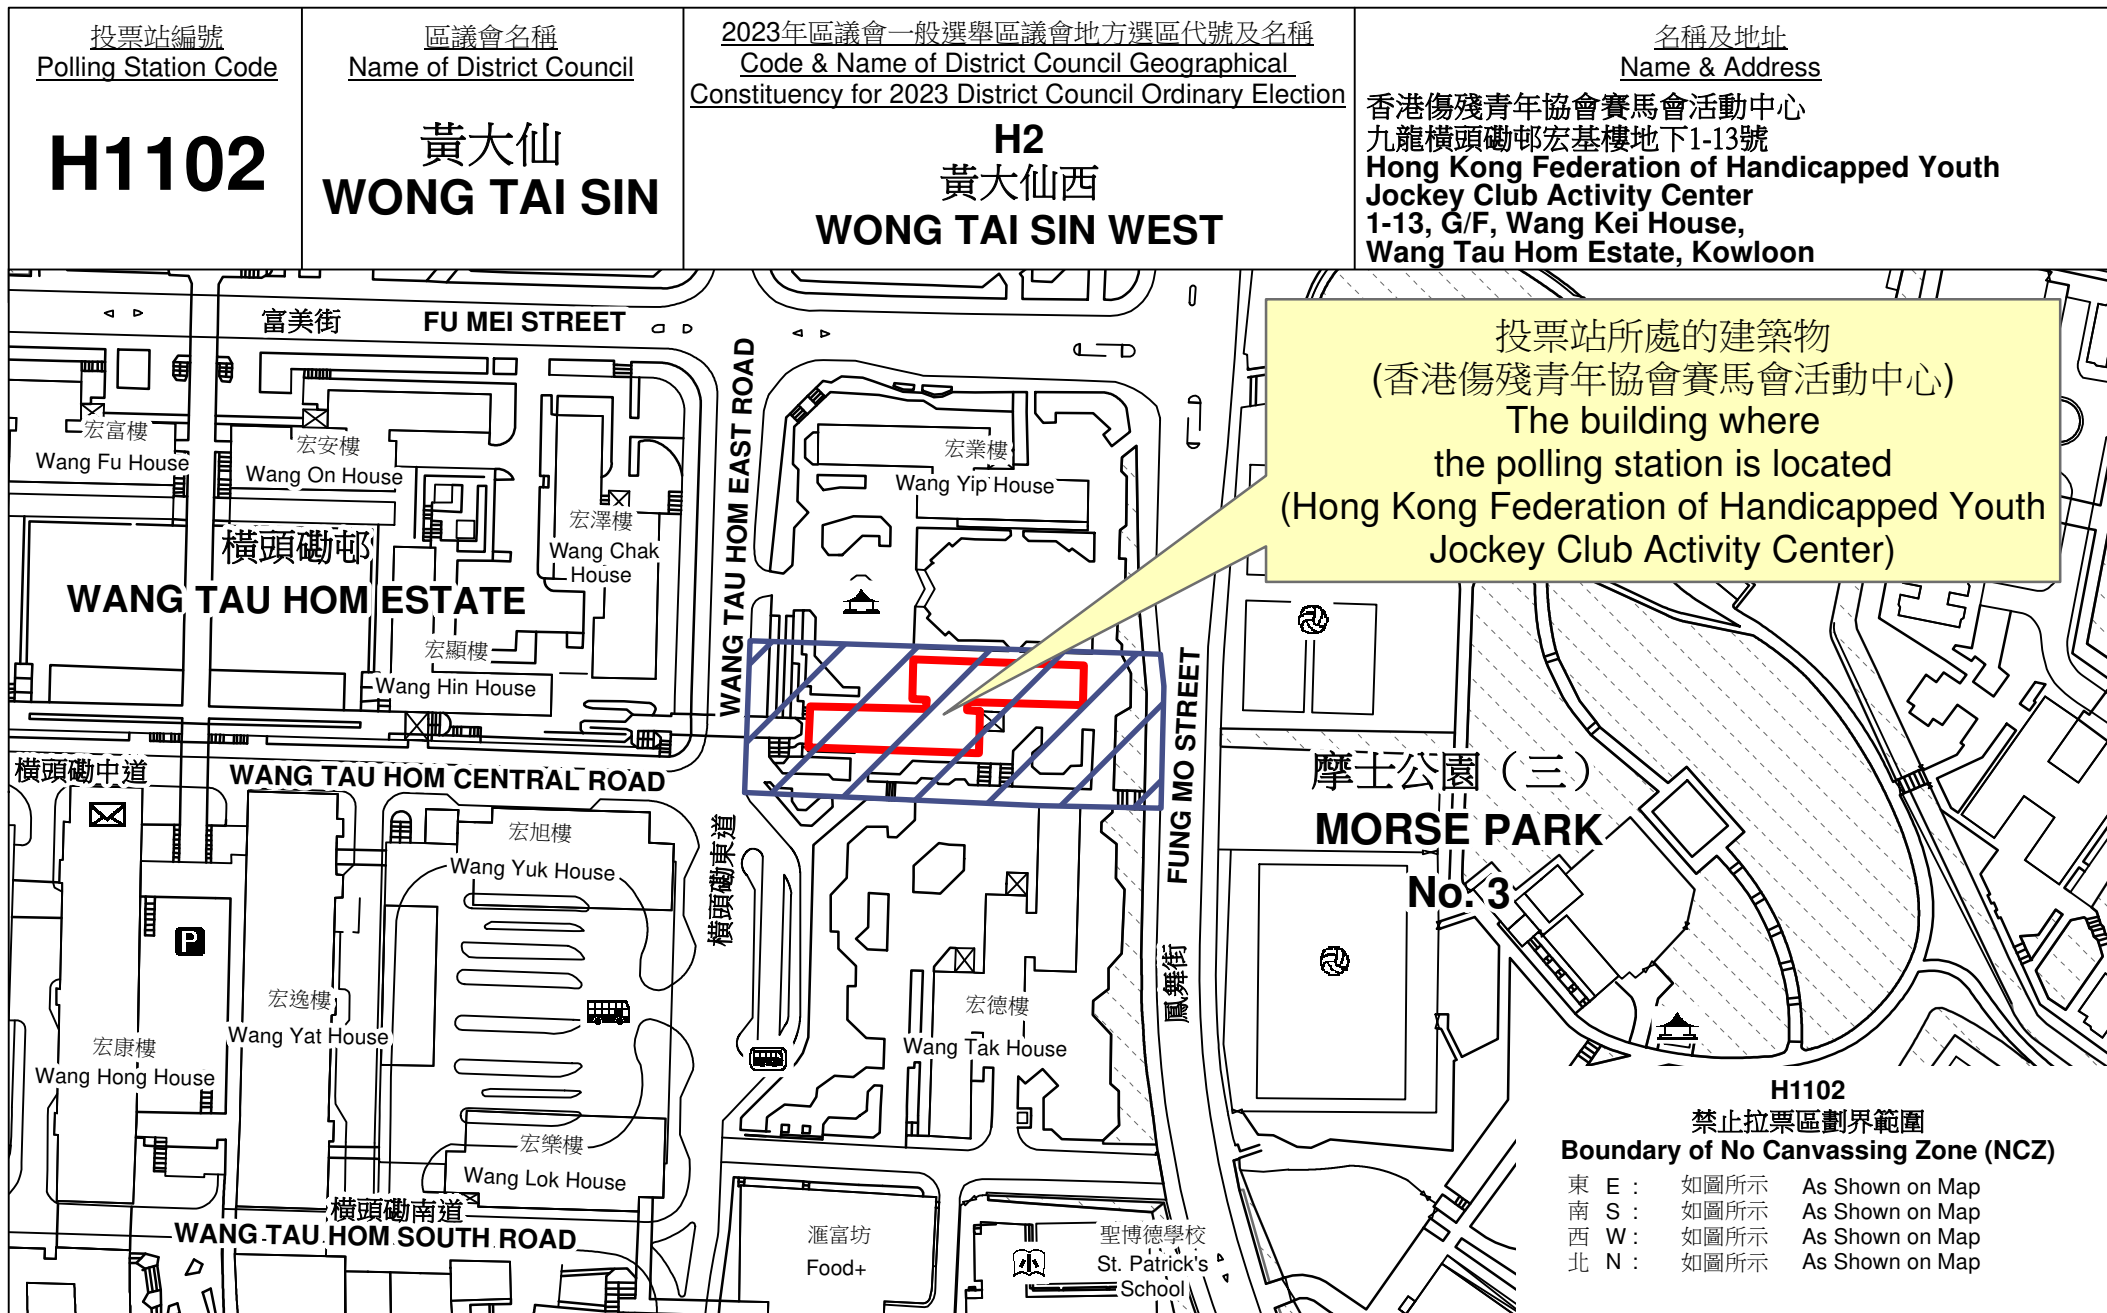 投票站編號
Polling Station Code
H1102
區議會名稱
Name of District Council
黃大仙
WONG TAI SIN
2023年區議會一般選舉區議會地方選區代號及名稱
Code & Name of District Council Geographical
Constituency for 2023 District Council Ordinary Election
H2
黃大仙西
WONG TAI SIN WEST
名稱及地址
Name & Address
香港傷殘青年協會賽馬會活動中心
九龍橫頭磡邨宏基樓地下1-13號
Hong Kong Federation of Handicapped Youth
Jockey Club Activity Center
1-13, G/F, Wang Kei House,
Wang Tau Hom Estate, Kowloon
富美街 FU MEI STREET
投票站所處的建築物
(香港傷殘青年協會賽馬會活動中心)
The building where
the polling station is located
(Hong Kong Federation of Handicapped Youth
Jockey Club Activity Center)
WANG TAU HOM EAST ROAD
宏富樓
Wang Fu House
宏安樓
Wang On House
宏業樓
Wang Yip House
宏澤樓
Wang Chak
House
橫頭磡邨
WANG TAU HOM ESTATE
宏顯樓
Wang Hin House
FUNG MO STREET
橫頭磡中道
WANG TAU HOM CENTRAL ROAD
摩士公園（三）
MORSE PARK
No. 3
宏旭樓
Wang Yuk House
橫頭磡東道
P
鳳舞街
宏逸樓
Wang Yat House
宏德樓
Wang Tak House
宏康樓
Wang Hong House
宏樂樓
Wang Lok House
橫頭磡南道
WANG TAU HOM SOUTH ROAD
滙富坊
Food+
小
聖博德學校
St. Patrick's
School
H1102
禁止拉票區劃界範圍
Boundary of No Canvassing Zone (NCZ)
東 E : 如圖所示 As Shown on Map
南 S : 如圖所示 As Shown on Map
西 W : 如圖所示 As Shown on Map
北 N : 如圖所示 As Shown on Map